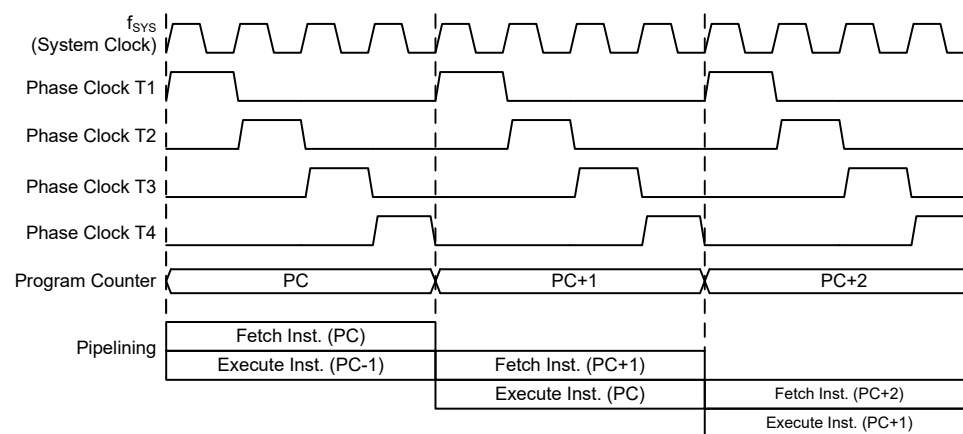 fSYS
(System Clock)
Phase Clock T1
Phase Clock T2
Phase Clock T3
Phase Clock T4
Program Counter PC PC+1 PC+2
Pipelining
Fetch Inst. (PC)
Execute Inst. (PC-1) Fetch Inst. (PC+1)
Execute Inst. (PC) Fetch Inst. (PC+2)
Execute Inst. (PC+1)